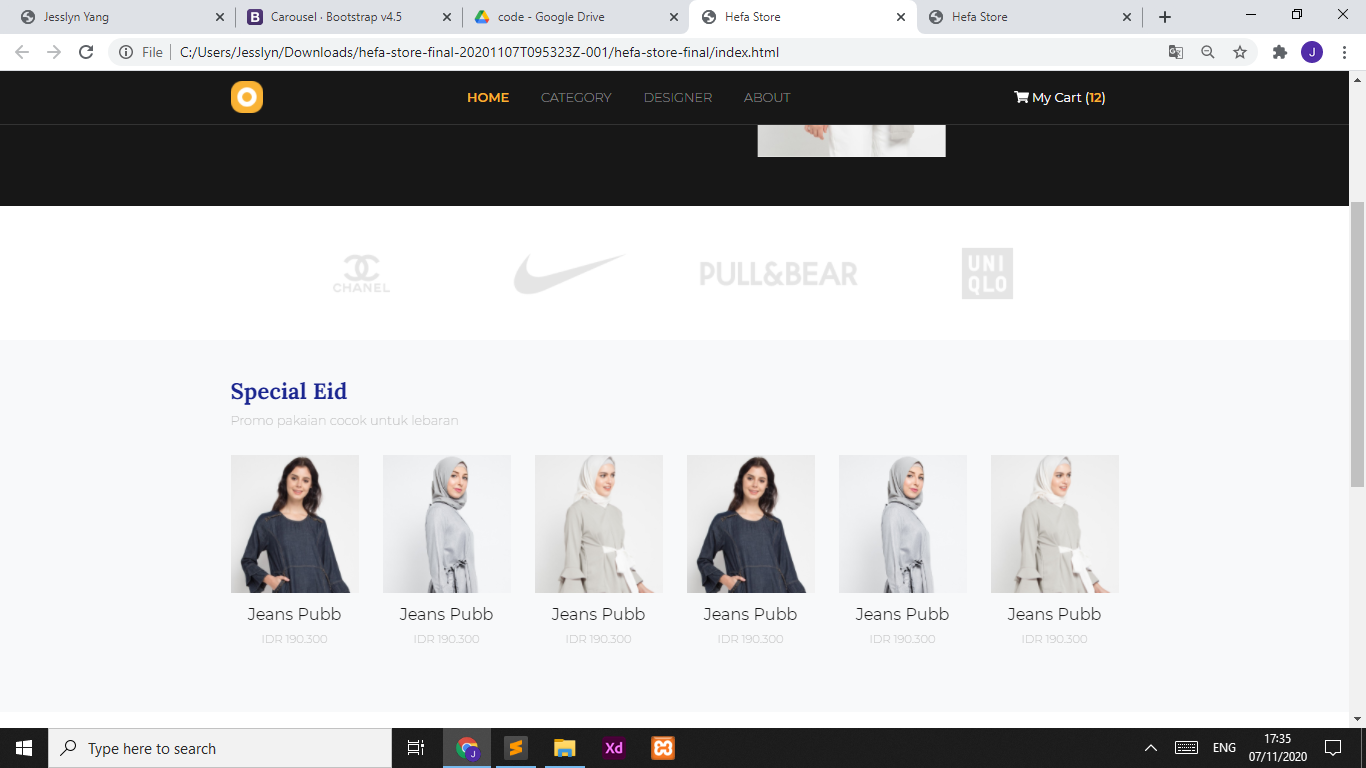 Jesslyn Yang
Carousel · Bootstrap v4.5
code - Google Drive
Hefa Store
Hefa Store
File
C:/Users/Jesslyn/Downloads/hefa-store-final-20201107T095323Z-001/hefa-store-final/index.html
J
HOME CATEGORY DESIGNER ABOUT
My Cart (12)
CHANEL
PULL&BEAR
UNI
QLO
Special Eid
Promo pakaian cocok untuk lebaran
Jeans Pubb Jeans Pubb Jeans Pubb Jeans Pubb Jeans Pubb Jeans Pubb
IDR 190.300 IDR 190.300 IDR 190.300 IDR 190.300 IDR 190.300 IDR 190.300
Type here to search
J
Xd
ENG
17:35
07/11/2020